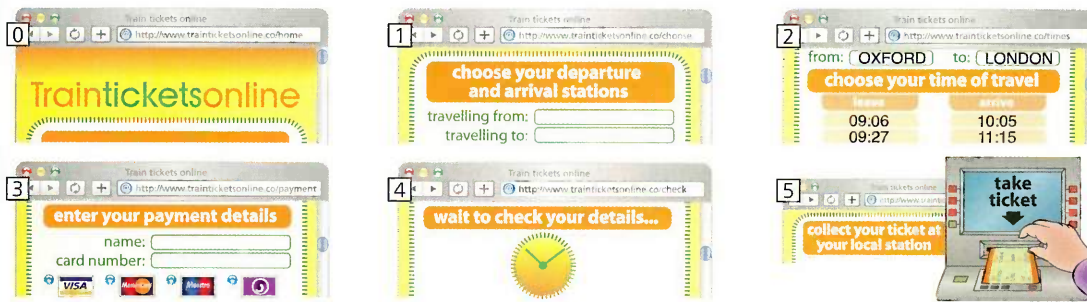 0
Train tickets online
http://www.trainticketsonline.co/home
Trainticketsonline
1
Train tickets online
http://www.trainticketsonline.co/choose
choose your departure
and arrival stations
travelling from:
travelling to:
2
Train tickets online
http://www.trainticketsonline.co/times
from: OXFORD to: LONDON
choose your time of travel
leave arrive
09:06 10:05
09:27 11:15
3
Train tickets online
http://www.trainticketsonline.co/payment
enter your payment details
name:
card number:
VISA MasterCard Maestro
4
Train tickets online
http://www.trainticketsonline.co/check
wait to check your details...
5
Train tickets online
collect your ticket at
your local station
take
ticket